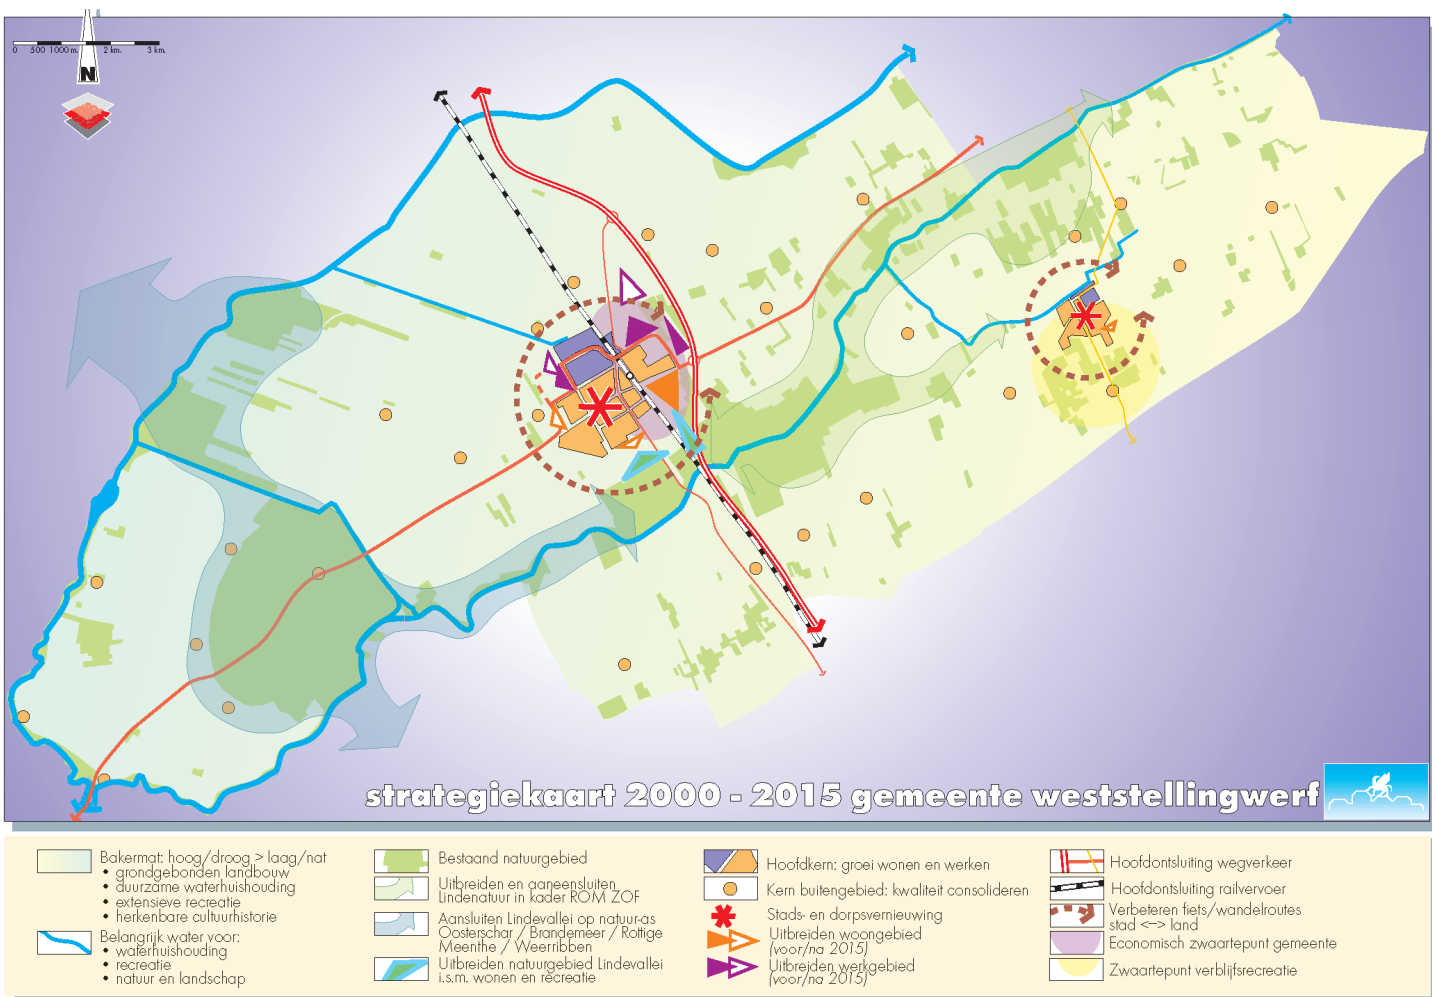 0 500 1000 m. 2 km. 3 km.
N
strategiekaart 2000 - 2015 gemeente weststellingwerf
Bakermat: hoog/droog > laag/nat
• grondgebonden landbouw
• duurzame waterhuishouding
• extensieve recreatie
• herkenbare cultuurhistorie
Belangrijk water voor:
• waterhuishouding
• recreatie
• natuur en landschap
Bestaand natuurgebied
Uitbreiden en aaneensluiten
Lindenatuur in kader ROM ZOF
Aansluiten Lindevallei op natuur-as
Oosterschar / Brandemeer / Rottige
Meenthe / Weerribben
Uitbreiden natuurgebied Lindevallei
i.s.m. wonen en recreatie
Hoofdkern: groei wonen en werken
Kern buitengebied: kwaliteit consolideren
Stads- en dorpsvernieuwing
Uitbreiden woongebied
(voor/na 2015)
Uitbreiden werkgebied
(voor/na 2015)
Hoofdontsluiting wegverkeer
Hoofdontsluiting railvervoer
Verbeteren fiets/wandelroutes
stad <--> land
Economisch zwaartepunt gemeente
Zwaartepunt verblijfsrecreatie